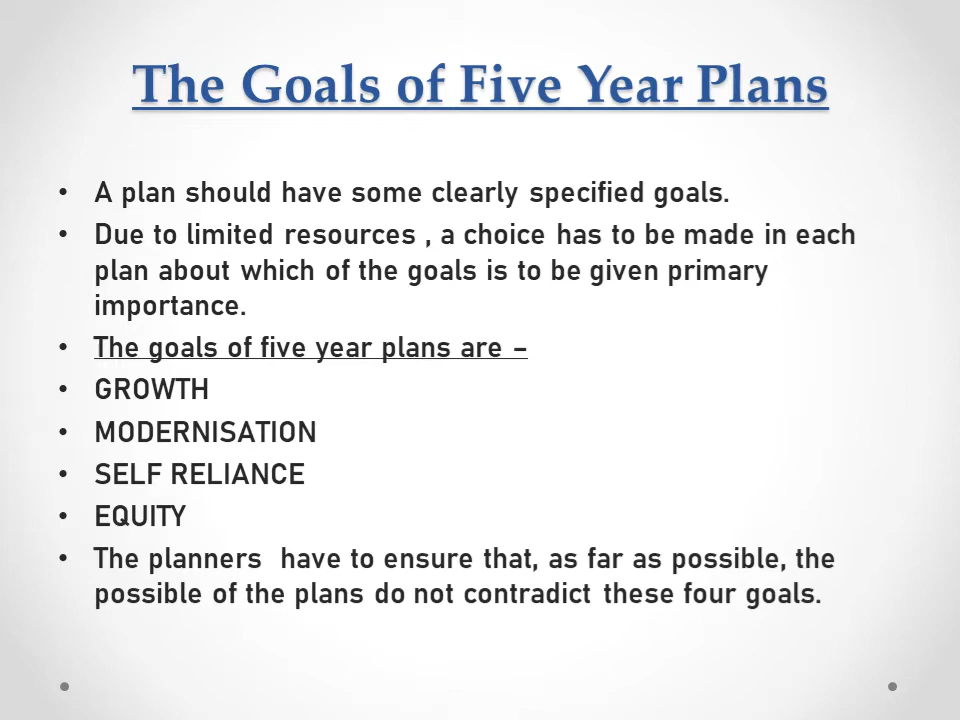 The Goals of Five Year Plans
• A plan should have some clearly specified goals.
• Due to limited resources , a choice has to be made in each
plan about which of the goals is to be given primary
importance.
• The goals of five year plans are –
• GROWTH
• MODERNISATION
• SELF RELIANCE
• EQUITY
• The planners  have to ensure that, as far as possible, the
possible of the plans do not contradict these four goals.